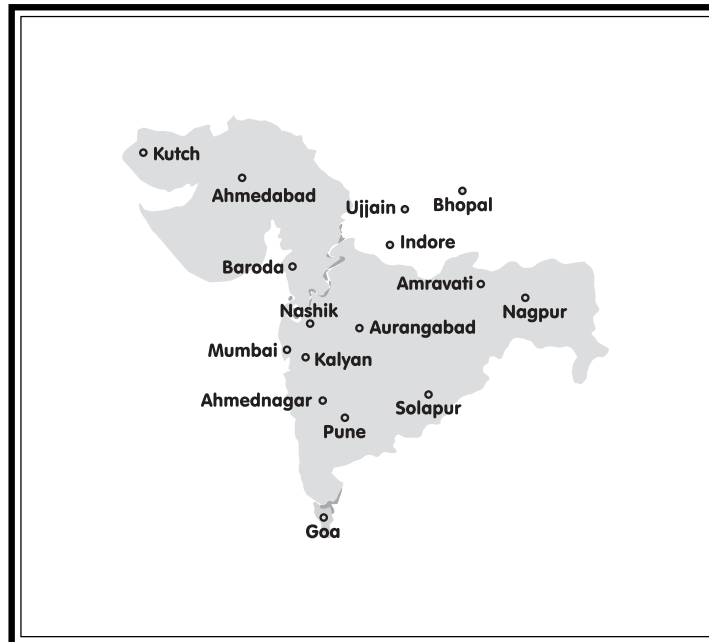 Kutch
Ahmedabad
Ujjain
Bhopal
Indore
Baroda
Amravati
Nagpur
Nashik
Aurangabad
Mumbai
Kalyan
Ahmednagar
Solapur
Pune
Goa